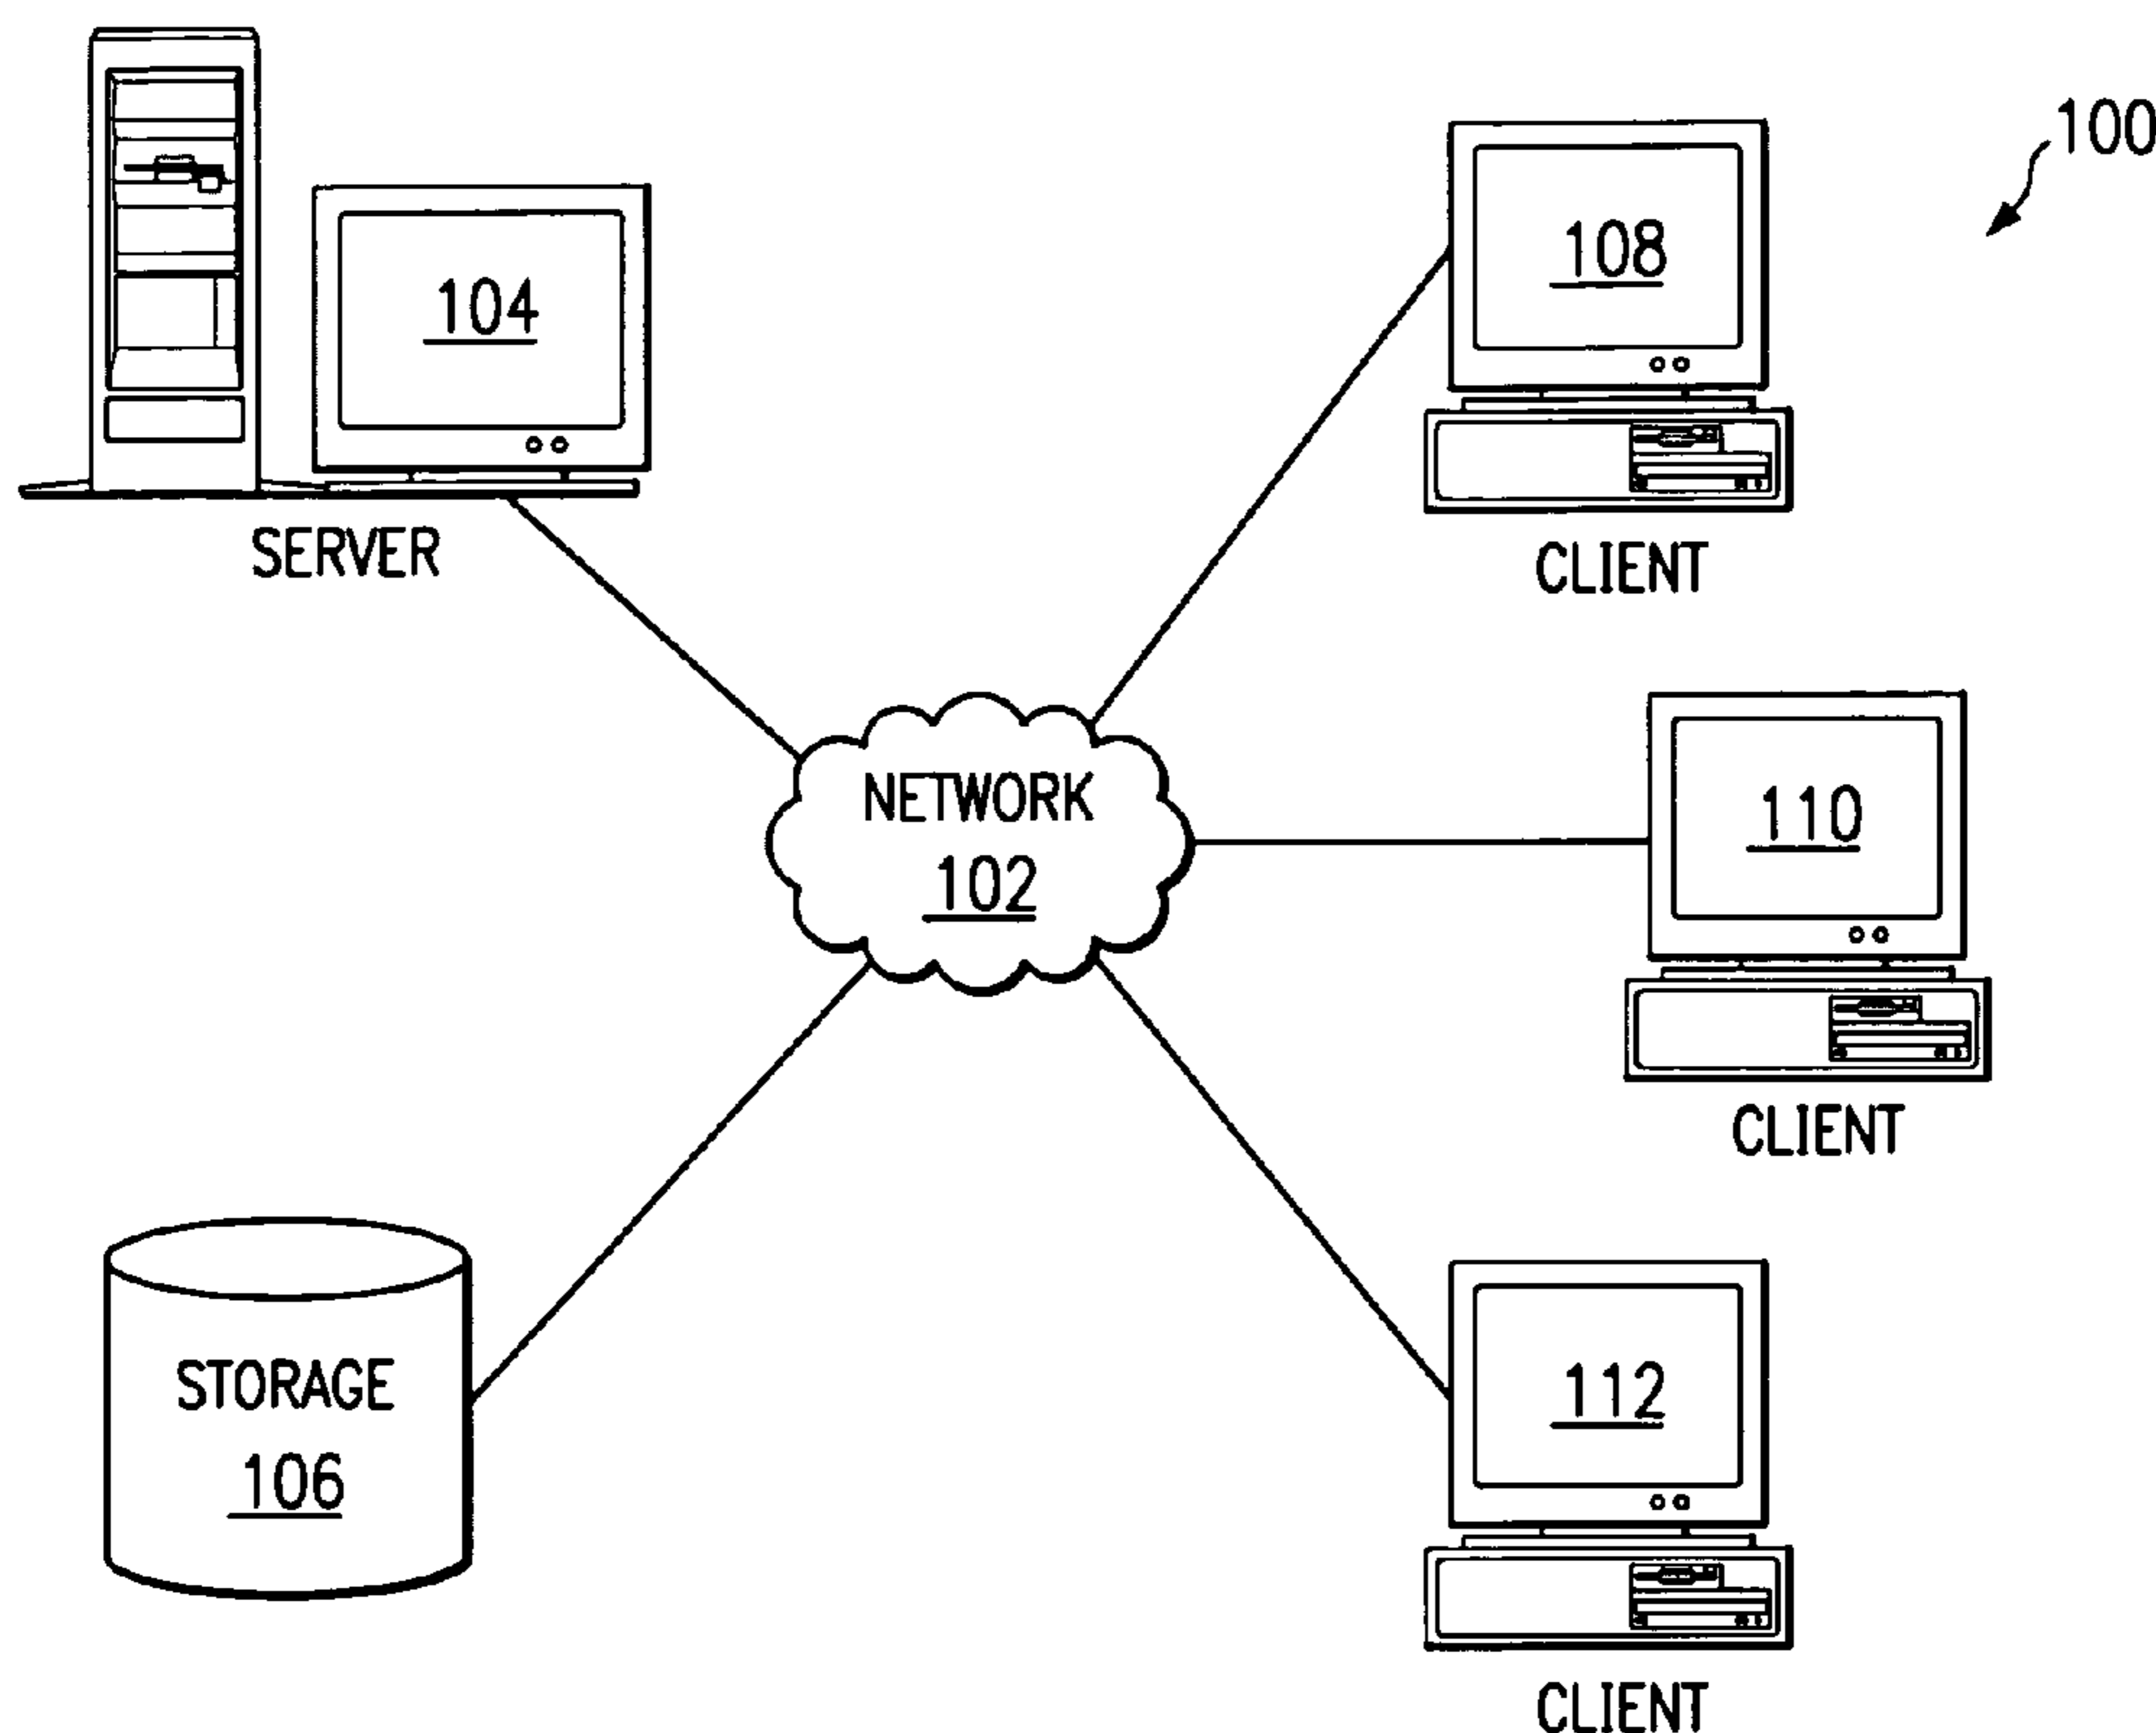 100
108
104
SERVER
CLIENT
NETWORK
102
110
CLIENT
STORAGE
106
112
CLIENT